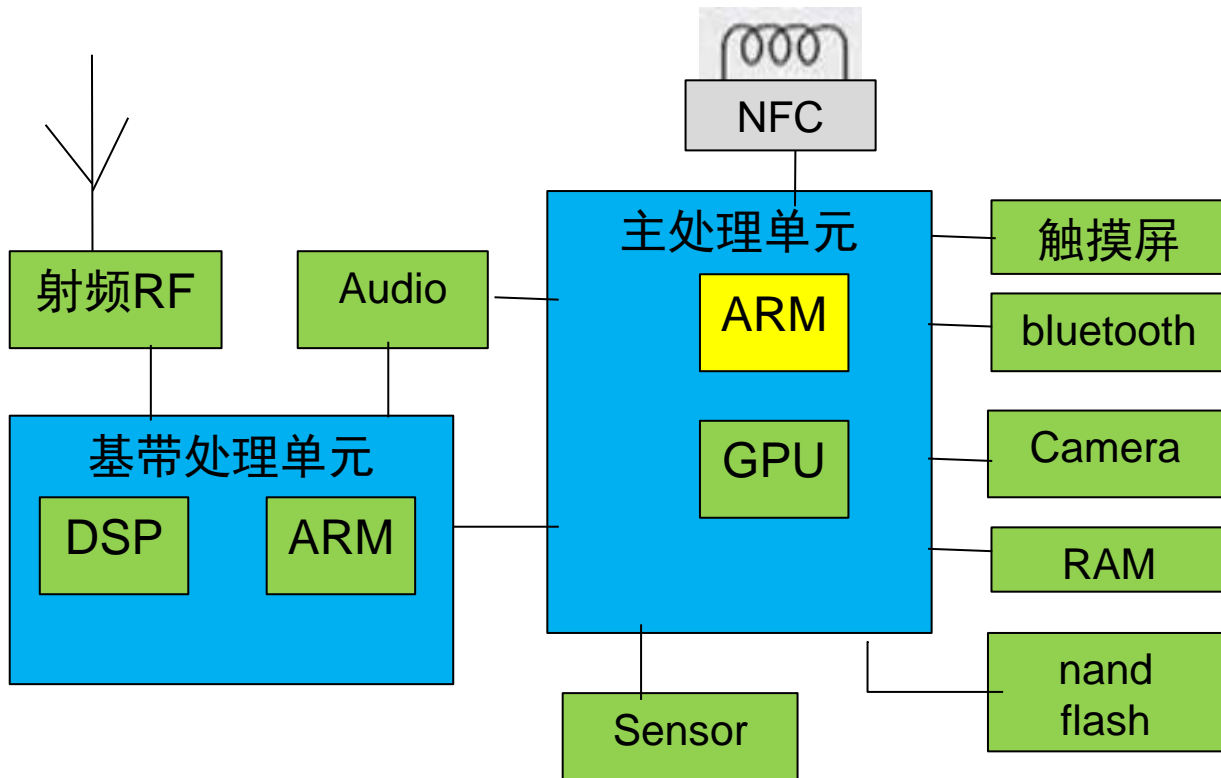 NFC
主处理单元
触摸屏
射频RF
Audio
ARM
bluetooth
基带处理单元
GPU
Camera
DSP
ARM
RAM
nand
flash
Sensor